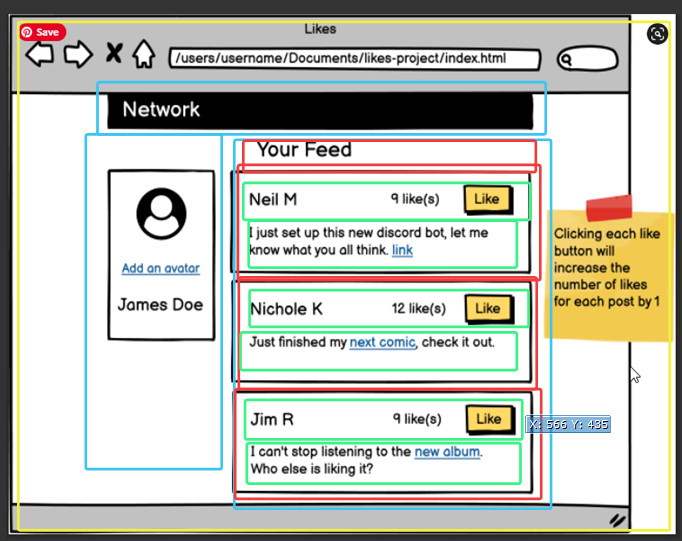 Likes
Save
X
/users/username/Documents/likes-project/index.html
Network
Your Feed
Neil M
9 like(s)
Like
I just set up this new discord bot, let me
know what you all think. link
Add an avatar
James Doe
Nichole K
12 like(s)
Like
Just finished my next comic, check it out.
Jim R
9 like(s)
Like
I can't stop listening to the new album.
Who else is liking it?
Clicking each like
button will
increase the
number of likes
for each post by 1
X: 566 Y: 435